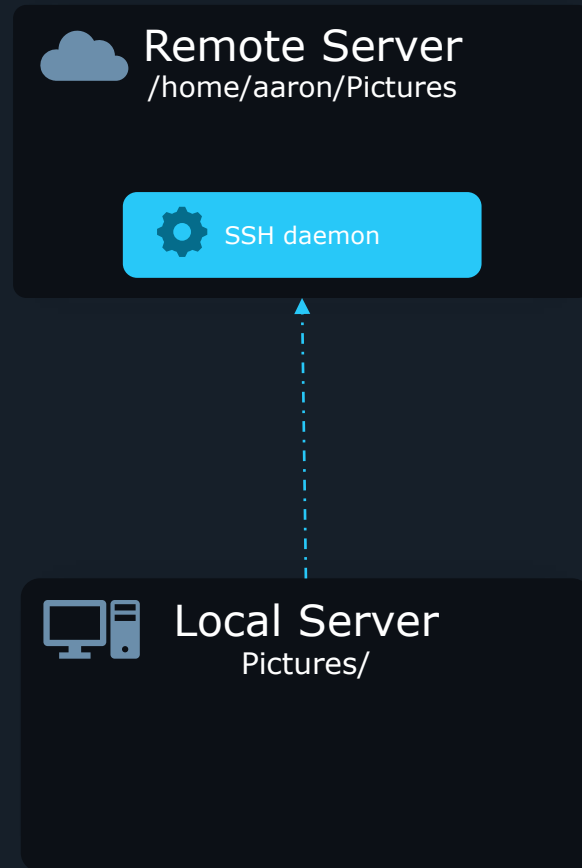 Remote Server
/home/aaron/Pictures
SSH daemon
Local Server
Pictures/